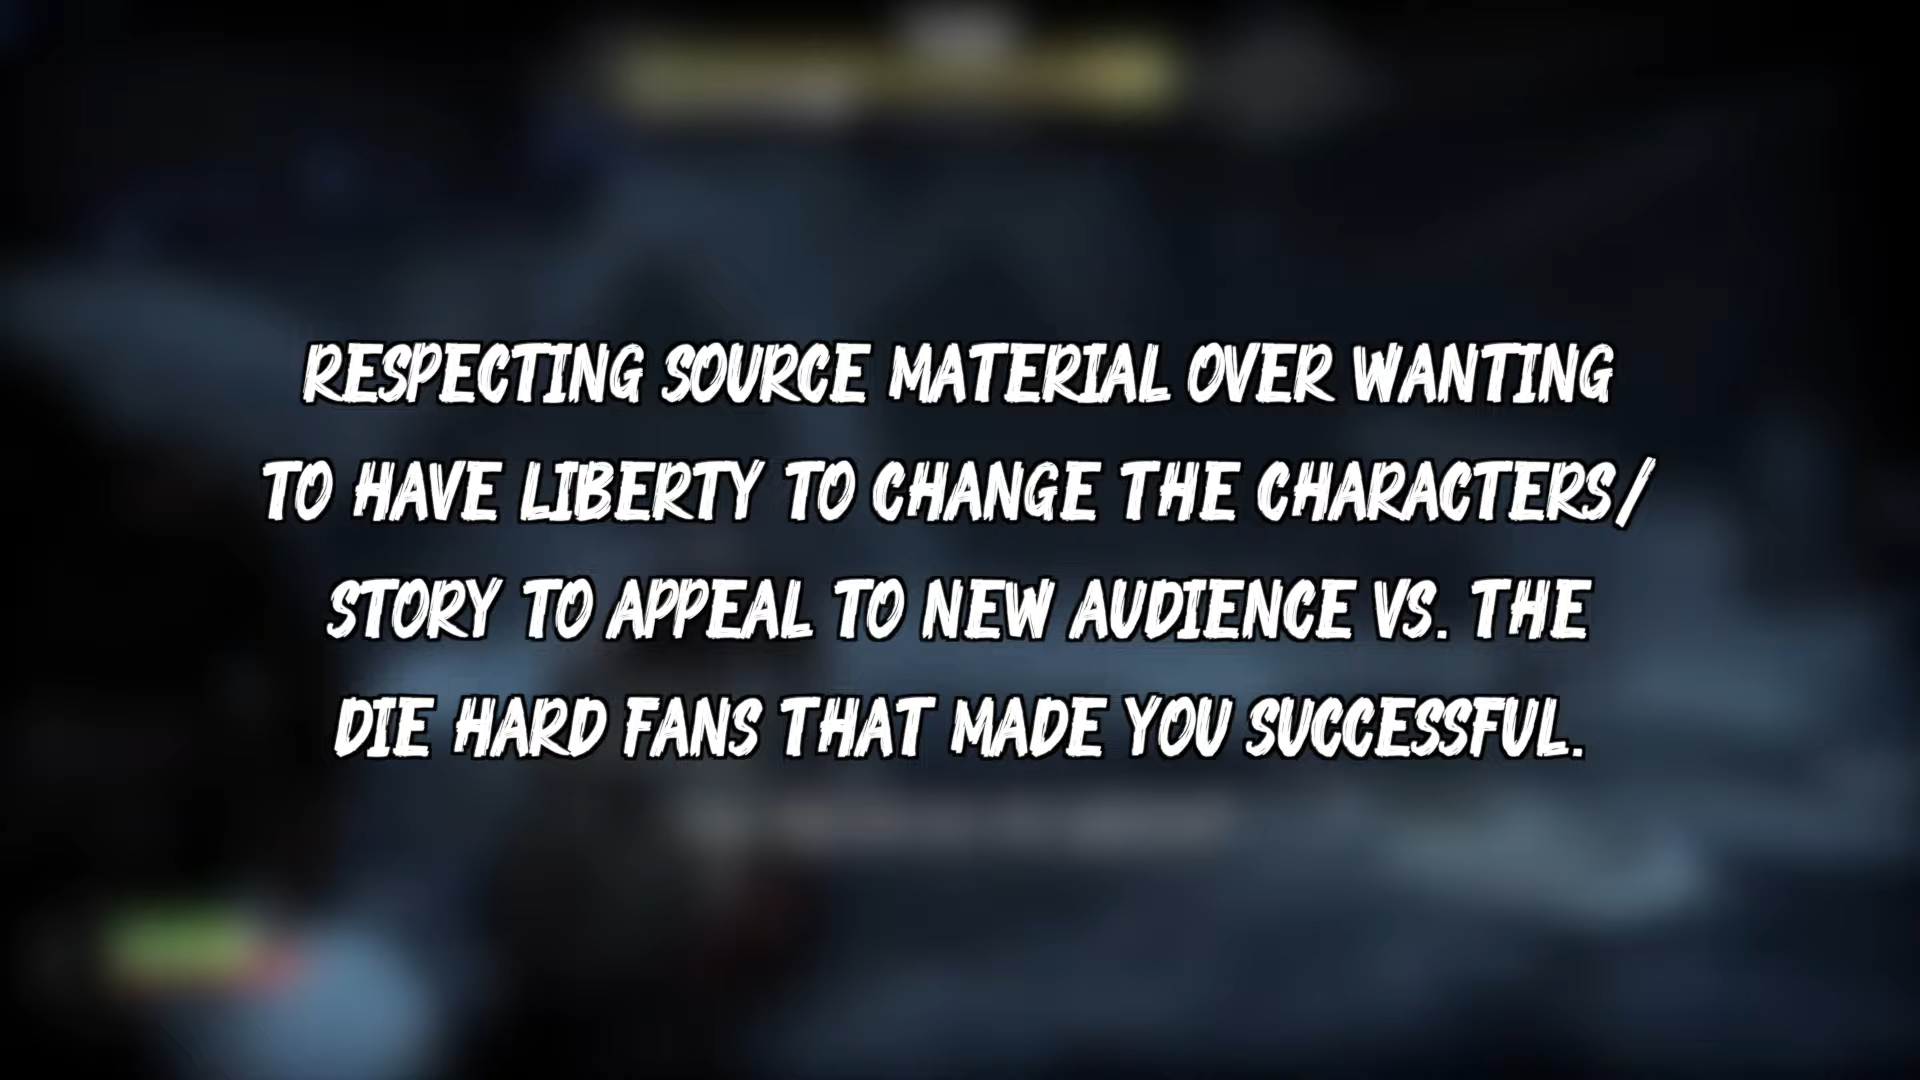 RESPECTING SOURCE MATERIAL OVER WANTING
TO HAVE LIBERTY TO CHANGE THE CHARACTERS/
STORY TO APPEAL TO NEW AUDIENCE VS. THE
DIE HARD FANS THAT MADE YOU SUCCESSFUL.